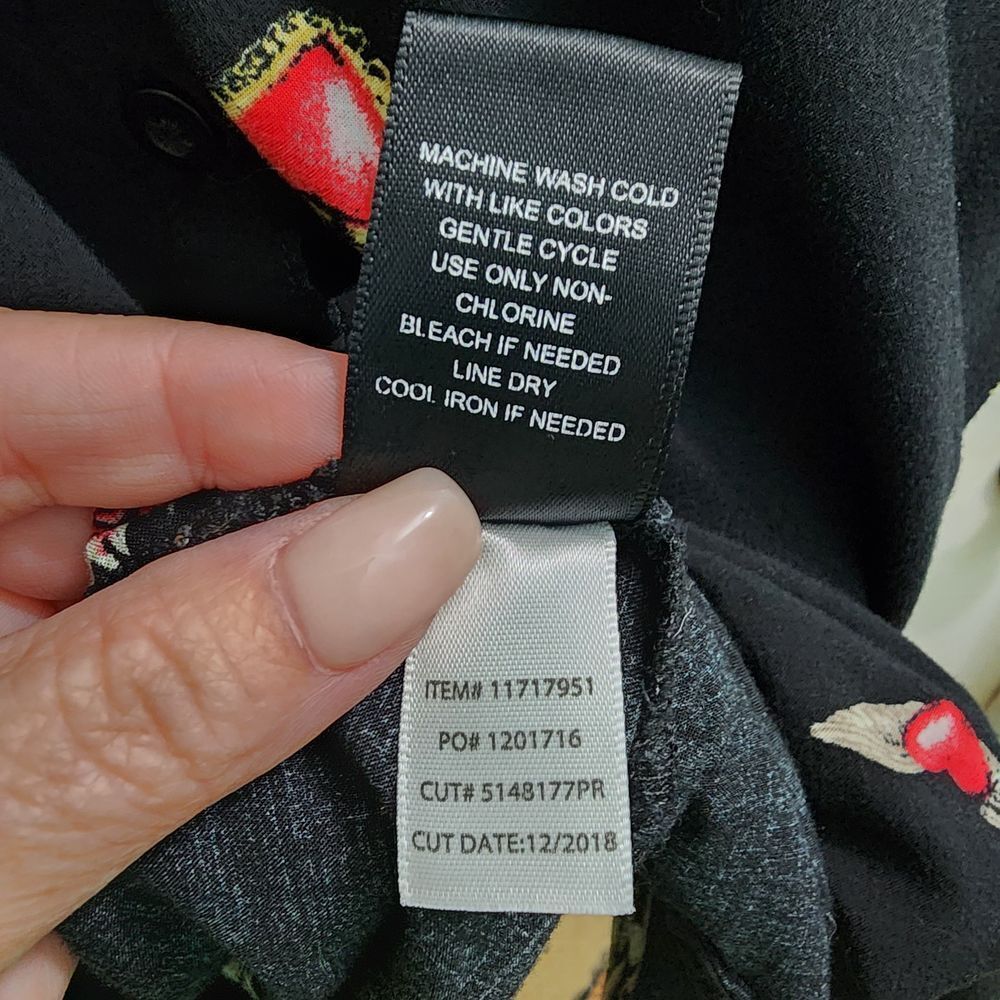 MACHINE WASH COLD
WITH LIKE COLORS
GENTLE CYCLE
USE ONLY NON-
CHLORINE
BLEACH IF NEEDED
LINE DRY
COOL IRON IF NEEDED
ITEM# 11717951
PO# 1201716
CUT# 5148177PR
CUT DATE:12/2018